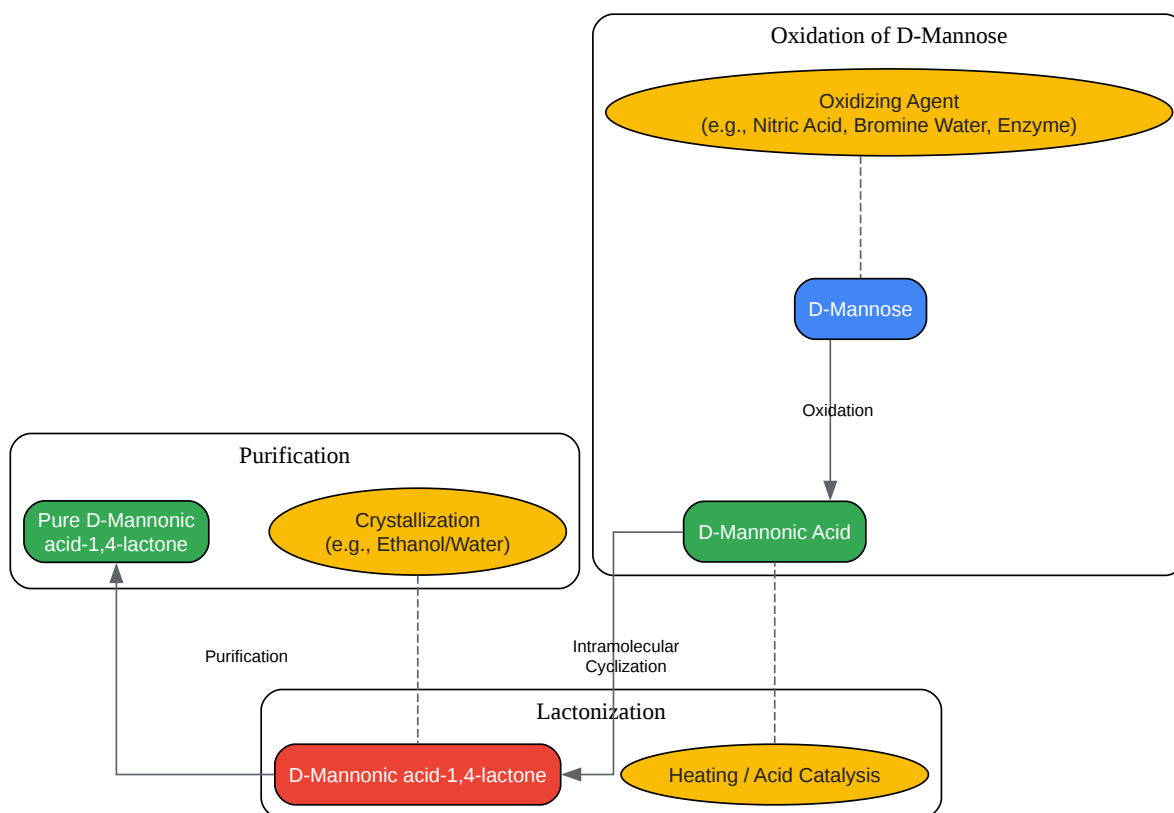 Oxidation of D-Mannose
Oxidizing Agent
(e.g., Nitric Acid, Bromine Water, Enzyme)
D-Mannose
Oxidation
D-Mannonic Acid
Purification
Pure D-Mannonic
acid-1,4-lactone
Crystallization
(e.g., Ethanol/Water)
Purification
Intramolecular
Cyclization
Lactonization
D-Mannonic acid-1,4-lactone
Heating / Acid Catalysis